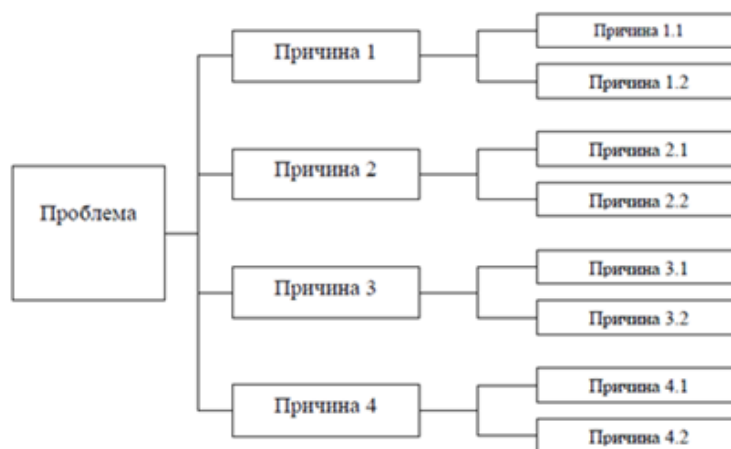 Проблема
Причина 1
Причина 1.1
Причина 1.2
Причина 2
Причина 2.1
Причина 2.2
Причина 3
Причина 3.1
Причина 3.2
Причина 4
Причина 4.1
Причина 4.2